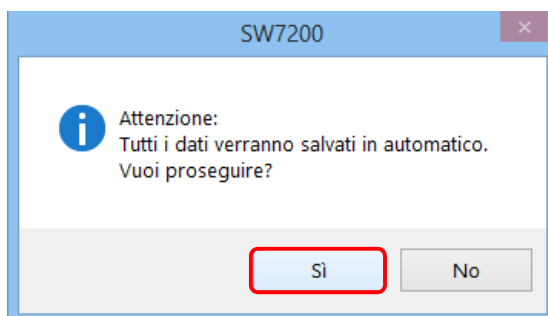 SW7200
Attenzione:
Tutti i dati verranno salvati in automatico.
Vuoi proseguire?
Sì
No